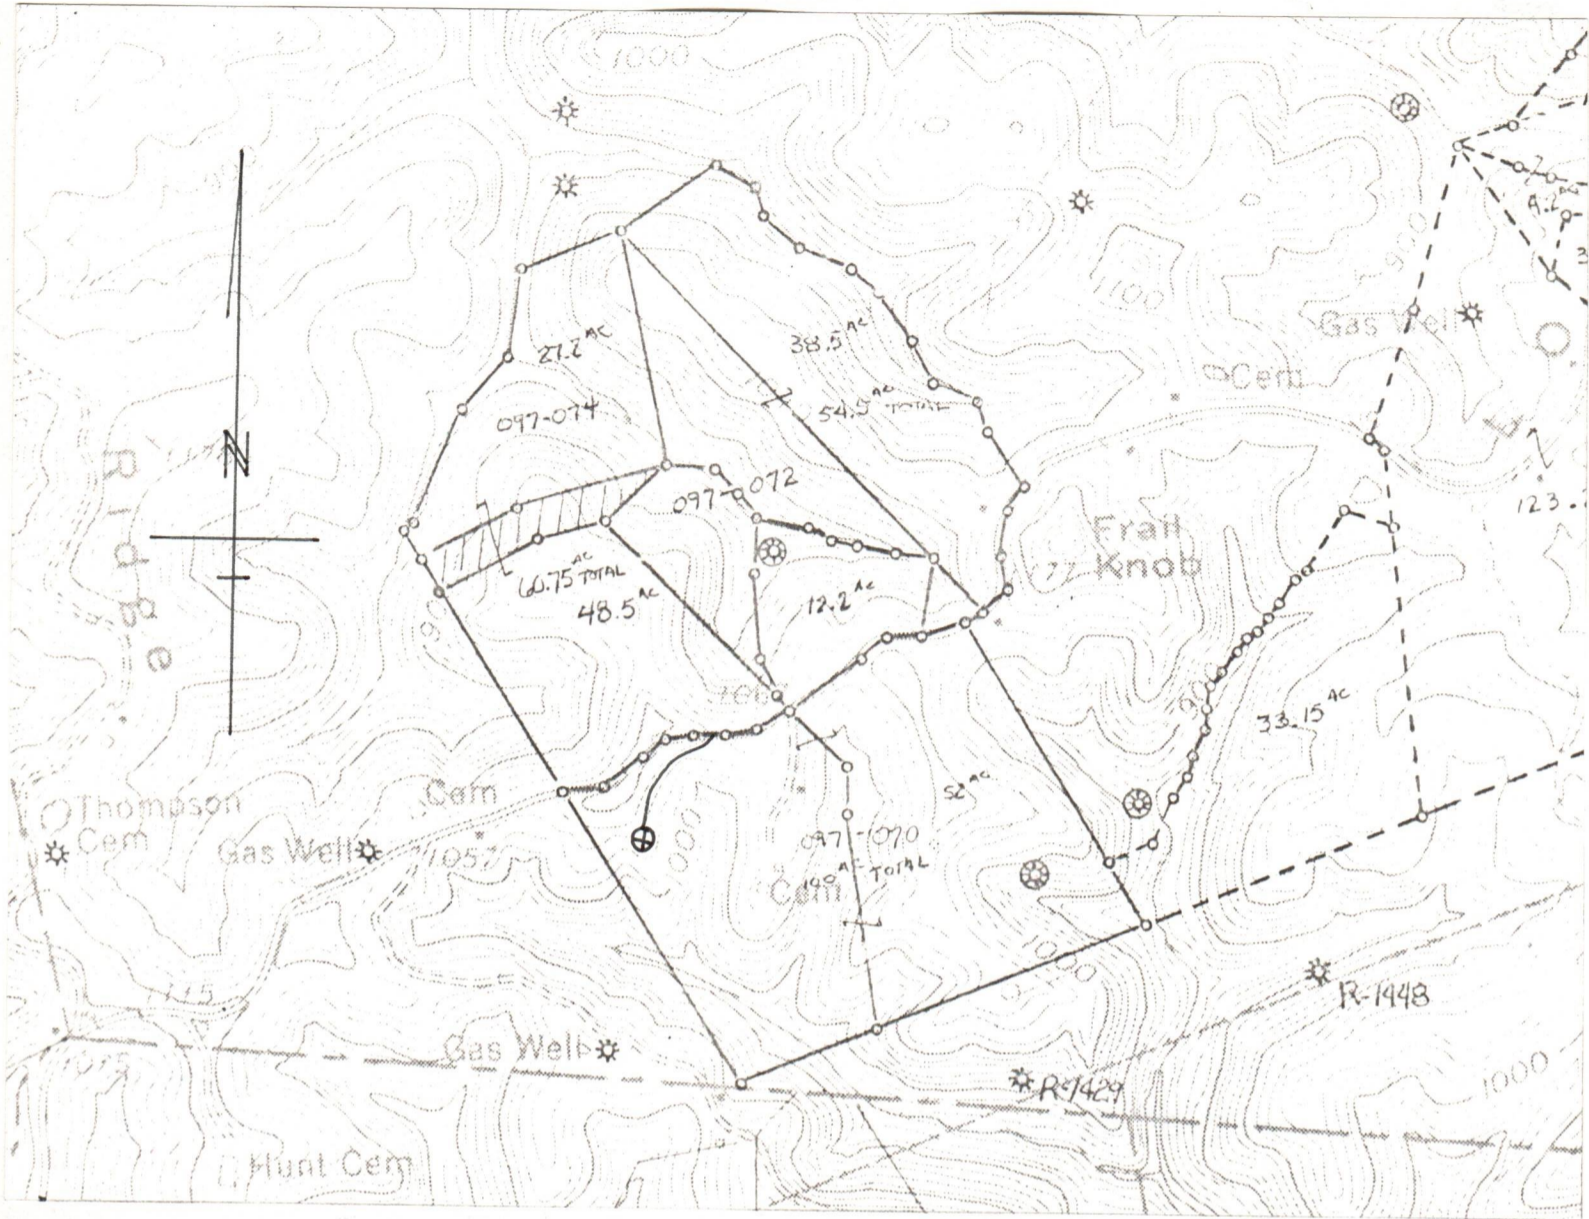 1000
27.2 AC
38.5 AC
1100
Gas Well
Cem
54.5 AC TOTAL
097-074
N
Ridge
097-072
123.
Frail
Knob
60.75 AC TOTAL
48.5 AC
12.2 AC
33.15 AC
Thompson
Cem
Cem
Gas Well
1057
52 AC
097-070
100 AC TOTAL
Cem
1000
1115
R-1448
Gas Well
1075
R-1429
1000
Hunt Cem